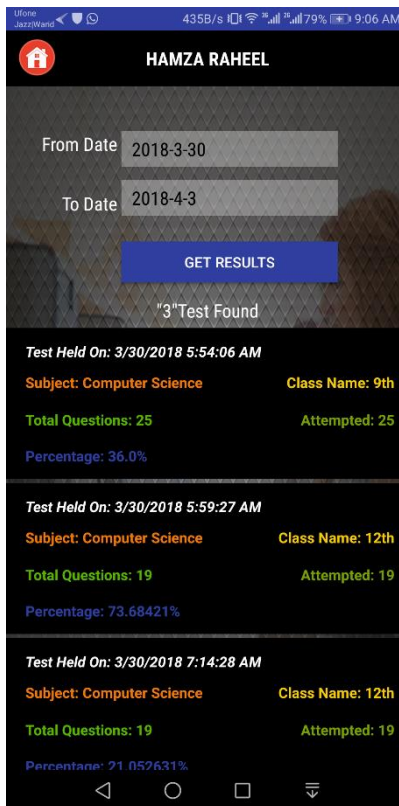 Ufone
Jazz|Warid
435B/s 79% 9:06 AM
HAMZA RAHEEL
From Date 2018-3-30
To Date 2018-4-3
GET RESULTS
"3"Test Found
Test Held On: 3/30/2018 5:54:06 AM
Subject: Computer Science Class Name: 9th
Total Questions: 25 Attempted: 25
Percentage: 36.0%
Test Held On: 3/30/2018 5:59:27 AM
Subject: Computer Science Class Name: 12th
Total Questions: 19 Attempted: 19
Percentage: 73.68421%
Test Held On: 3/30/2018 7:14:28 AM
Subject: Computer Science Class Name: 12th
Total Questions: 19 Attempted: 19
Percentage: 21.052631%